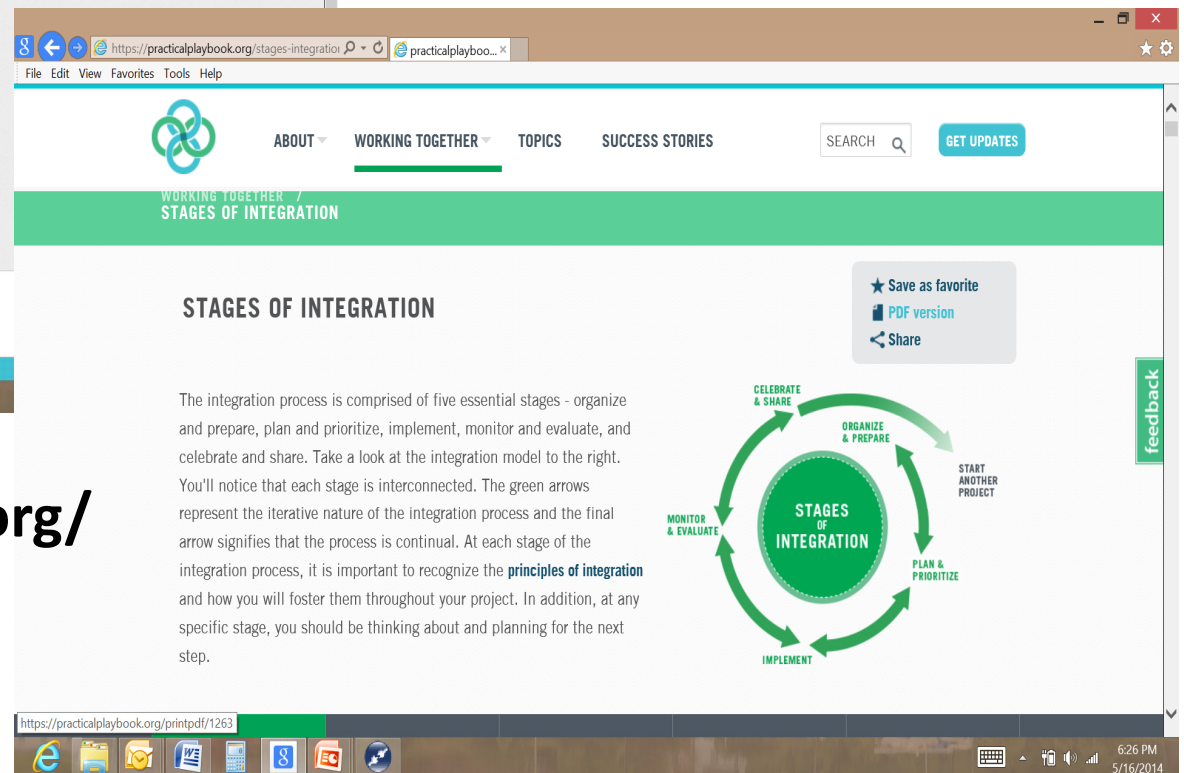 https://practicalplaybook.org/stages-integration
practicalplayboo...
File Edit View Favorites Tools Help
ABOUT WORKING TOGETHER TOPICS SUCCESS STORIES
SEARCH
GET UPDATES
WORKING TOGETHER /
STAGES OF INTEGRATION
STAGES OF INTEGRATION
Save as favorite
PDF version
Share
The integration process is comprised of five essential stages - organize
and prepare, plan and prioritize, implement, monitor and evaluate, and
celebrate and share. Take a look at the integration model to the right.
You'll notice that each stage is interconnected. The green arrows
represent the iterative nature of the integration process and the final
arrow signifies that the process is continual. At each stage of the
integration process, it is important to recognize the principles of integration
and how you will foster them throughout your project. In addition, at any
specific stage, you should be thinking about and planning for the next
step.
CELEBRATE
& SHARE
ORGANIZE
& PREPARE
START
ANOTHER
PROJECT
STAGES
OF
INTEGRATION
MONITOR
& EVALUATE
PLAN &
PRIORITIZE
IMPLEMENT
feedback
org/
https://practicalplaybook.org/printpdf/1263
6:26 PM
5/16/2014